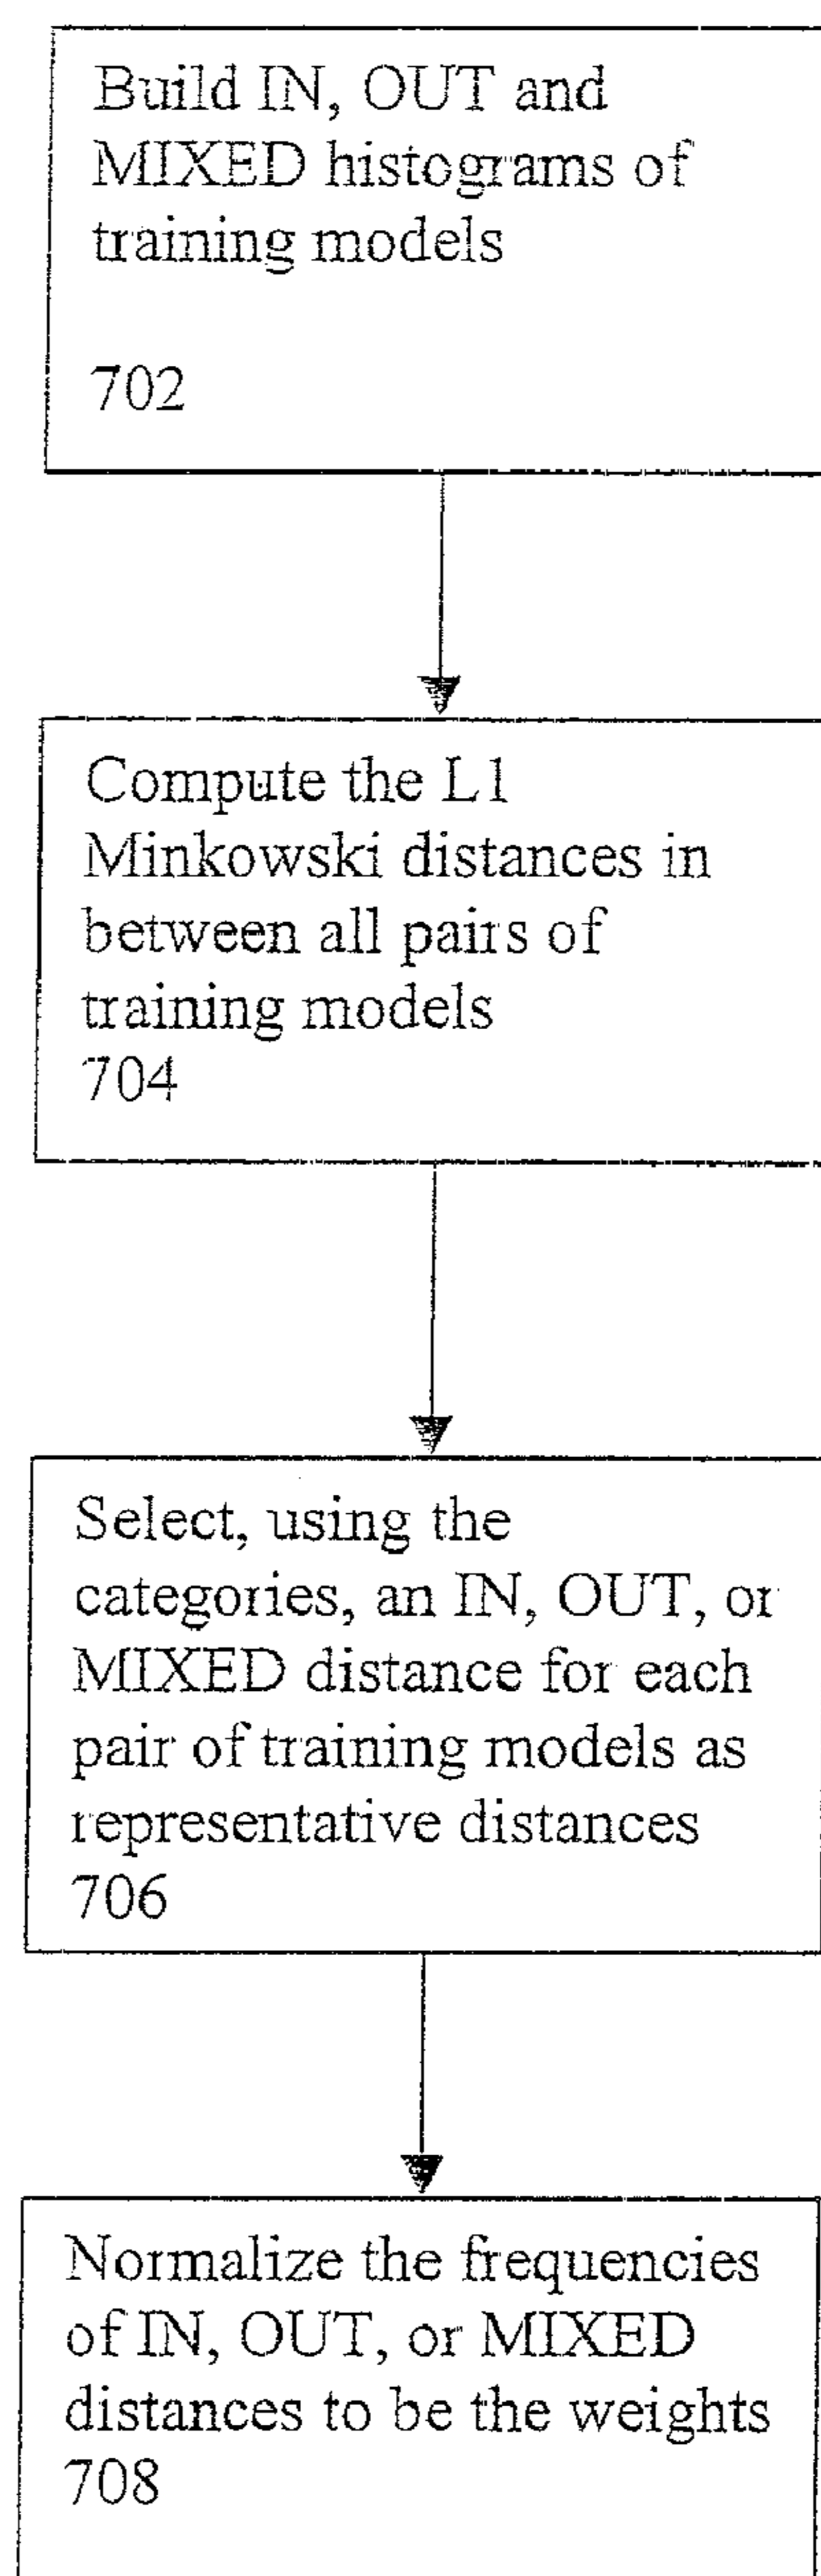 Build IN, OUT and
MIXED histograms of
training models
702
Compute the L1
Minkowski distances in
between all pairs of
training models
704
Select, using the
categories, an IN, OUT, or
MIXED distance for each
pair of training models as
representative distances
706
Normalize the frequencies
of IN, OUT, or MIXED
distances to be the weights
708